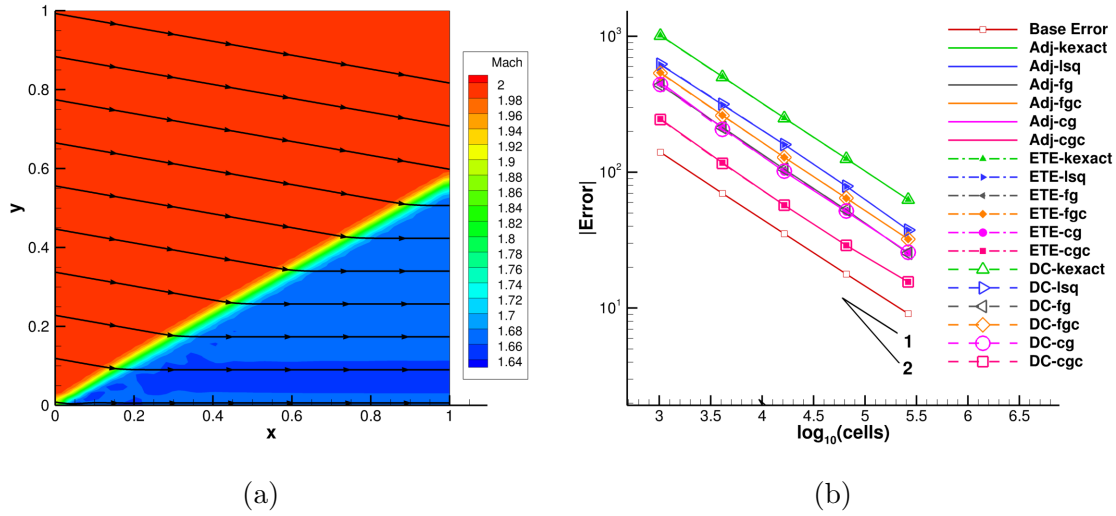 Mach
2
1.98
1.96
1.94
1.92
1.9
1.88
1.86
1.84
1.82
1.8
1.78
1.76
1.74
1.72
1.7
1.68
1.66
1.64
y
1
0.8
0.6
0.4
0.2
0
0 0.2 0.4 0.6 0.8 1
x
(a)
|Error|
10³
10²
10¹
1
2
3 3.5 4 4.5 5 5.5 6 6.5
log₁₀(cells)
Base Error
Adj-kexact
Adj-lsq
Adj-fg
Adj-fgc
Adj-cg
Adj-cgc
ETE-kexact
ETE-lsq
ETE-fg
ETE-fgc
ETE-cg
ETE-cgc
DC-kexact
DC-lsq
DC-fg
DC-fgc
DC-cg
DC-cgc
(b)